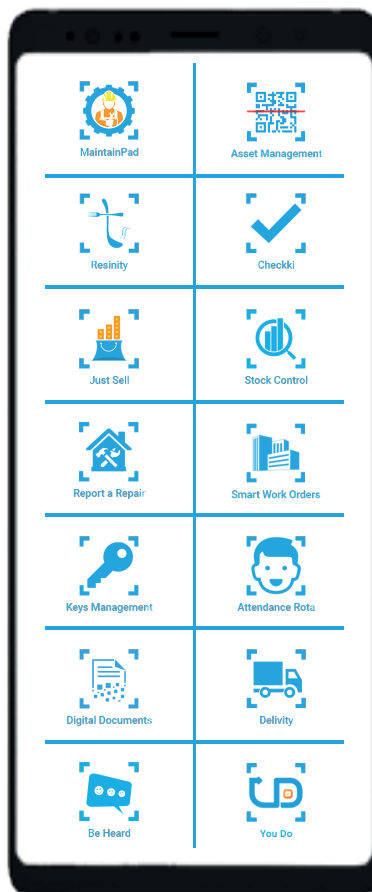 MaintainPad
Asset Management
Resinity
Checkki
Just Sell
Stock Control
Report a Repair
Smart Work Orders
Keys Management
Attendance Rota
Digital Documents
Delivity
Be Heard
You Do